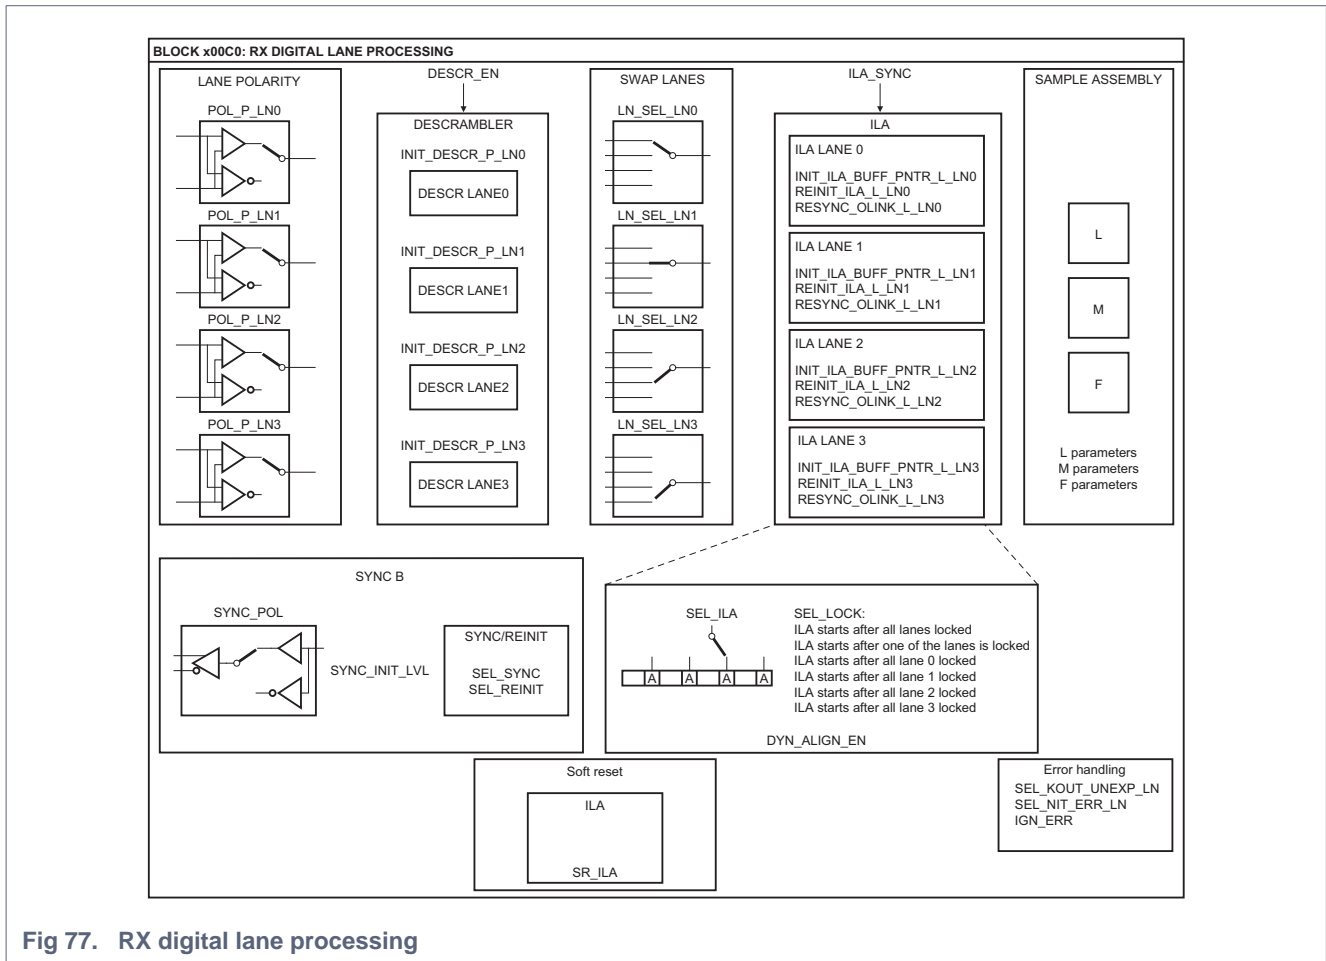 BLOCK x00C0: RX DIGITAL LANE PROCESSING
LANE POLARITY
POL_P_LN0
POL_P_LN1
POL_P_LN2
POL_P_LN3
DESCR_EN
DESCRAMBLER
INIT_DESCR_P_LN0
DESCR LANE0
INIT_DESCR_P_LN1
DESCR LANE1
INIT_DESCR_P_LN2
DESCR LANE2
INIT_DESCR_P_LN3
DESCR LANE3
SWAP LANES
LN_SEL_LN0
LN_SEL_LN1
LN_SEL_LN2
LN_SEL_LN3
ILA_SYNC
ILA
ILA LANE 0
INIT_ILA_BUFF_PNTR_L_LN0
REINIT_ILA_L_LN0
RESYNC_OLINK_L_LN0
ILA LANE 1
INIT_ILA_BUFF_PNTR_L_LN1
REINIT_ILA_L_LN1
RESYNC_OLINK_L_LN1
ILA LANE 2
INIT_ILA_BUFF_PNTR_L_LN2
REINIT_ILA_L_LN2
RESYNC_OLINK_L_LN2
ILA LANE 3
INIT_ILA_BUFF_PNTR_L_LN3
REINIT_ILA_L_LN3
RESYNC_OLINK_L_LN3
SAMPLE ASSEMBLY
L
M
F
L parameters
M parameters
F parameters
SYNC B
SYNC_POL
SYNC_INIT_LVL
SYNC/REINIT
SEL_SYNC
SEL_REINIT
SEL_ILA
A A A A
SEL_LOCK:
ILA starts after all lanes locked
ILA starts after one of the lanes is locked
ILA starts after all lane 0 locked
ILA starts after all lane 1 locked
ILA starts after all lane 2 locked
ILA starts after all lane 3 locked
DYN_ALIGN_EN
Soft reset
ILA
SR_ILA
Error handling
SEL_KOUT_UNEXP_LN
SEL_NIT_ERR_LN
IGN_ERR
Fig 77. RX digital lane processing